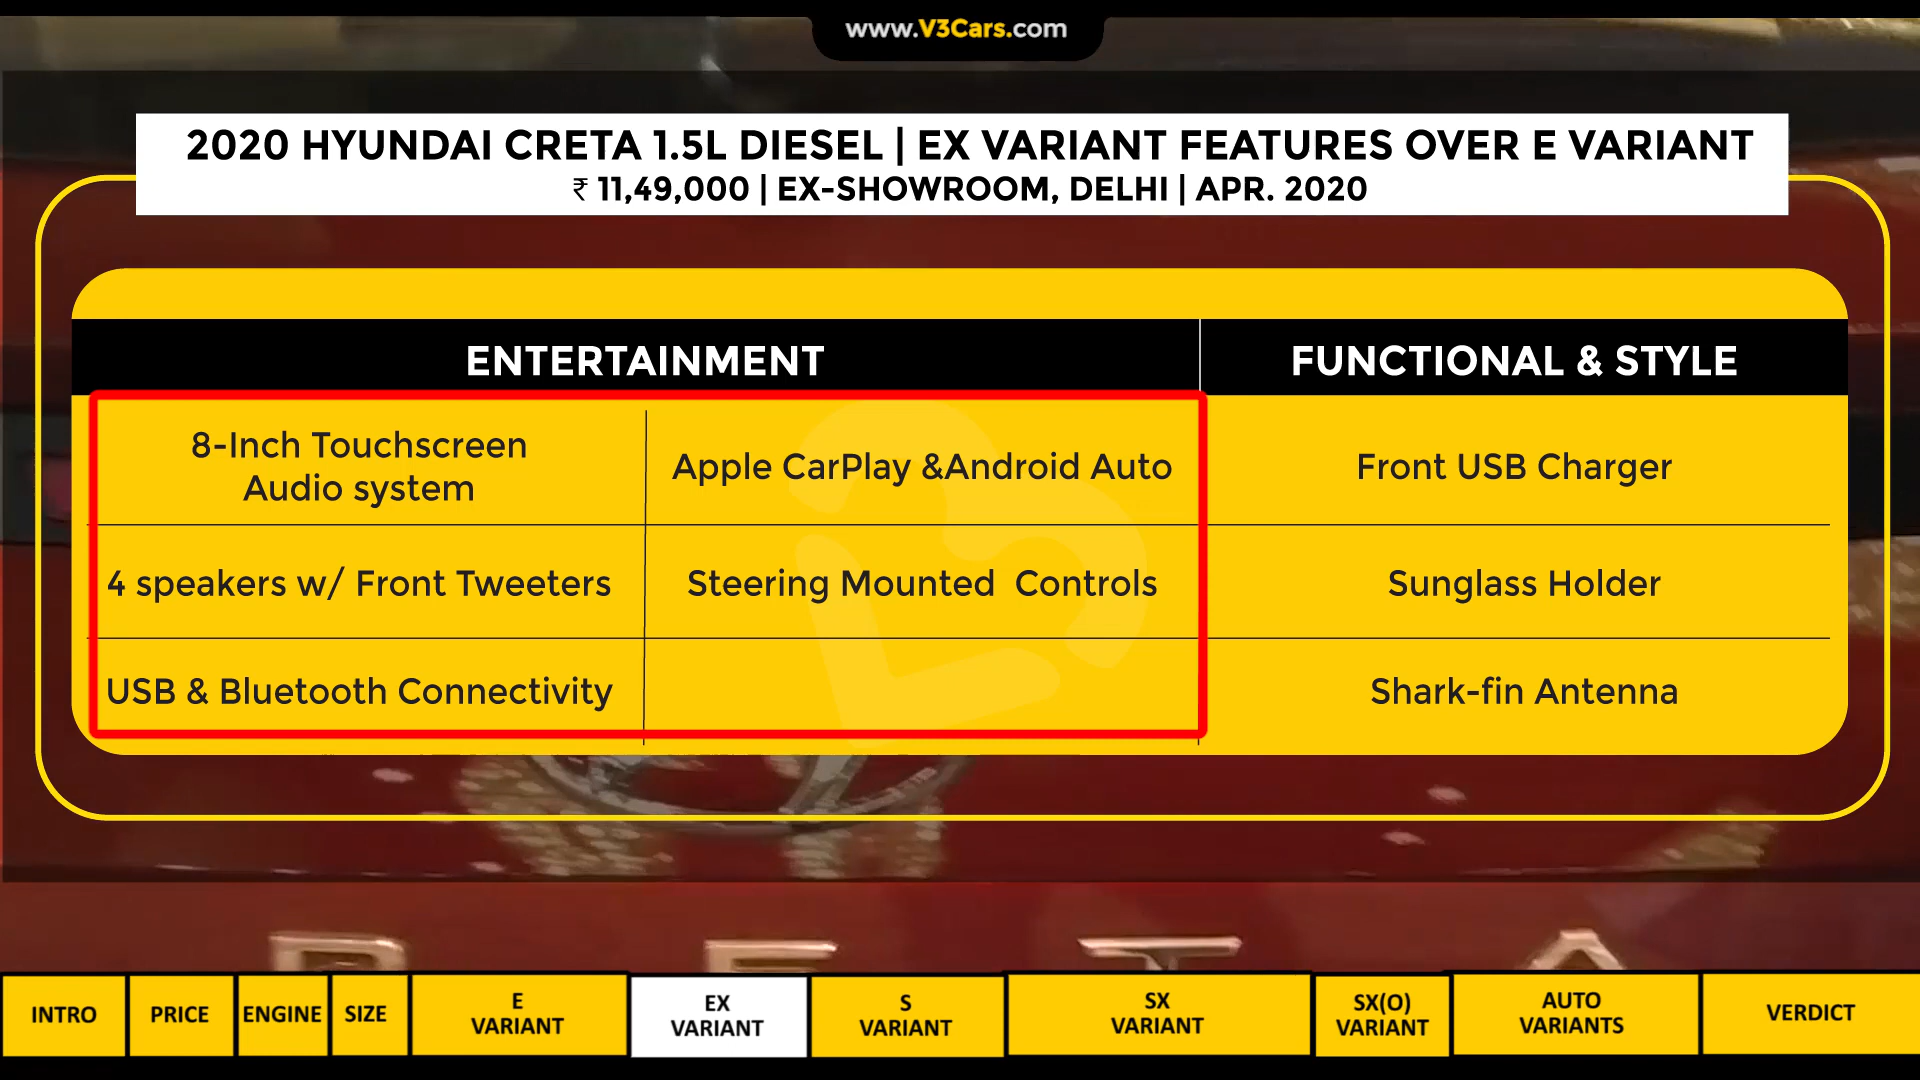 www.V3Cars.com
2020 HYUNDAI CRETA 1.5L DIESEL | EX VARIANT FEATURES OVER E VARIANT
₹ 11,49,000 | EX-SHOWROOM, DELHI | APR. 2020
ENTERTAINMENT
FUNCTIONAL & STYLE
8-Inch Touchscreen
Audio system
Apple CarPlay &Android Auto
Front USB Charger
4 speakers w/ Front Tweeters
Steering Mounted Controls
Sunglass Holder
USB & Bluetooth Connectivity
Shark-fin Antenna
INTRO
PRICE
ENGINE
SIZE
E
VARIANT
EX
VARIANT
S
VARIANT
SX
VARIANT
SX(O)
VARIANT
AUTO
VARIANTS
VERDICT